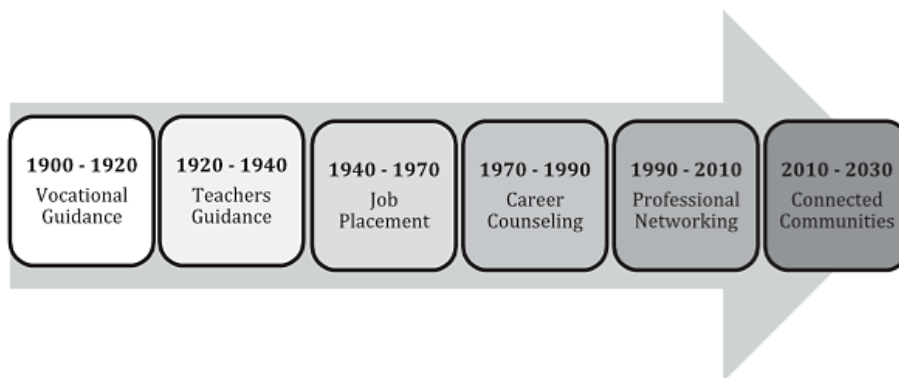 1900 - 1920
Vocational
Guidance
1920 - 1940
Teachers
Guidance
1940 - 1970
Job
Placement
1970 - 1990
Career
Counseling
1990 - 2010
Professional
Networking
2010 - 2030
Connected
Communities